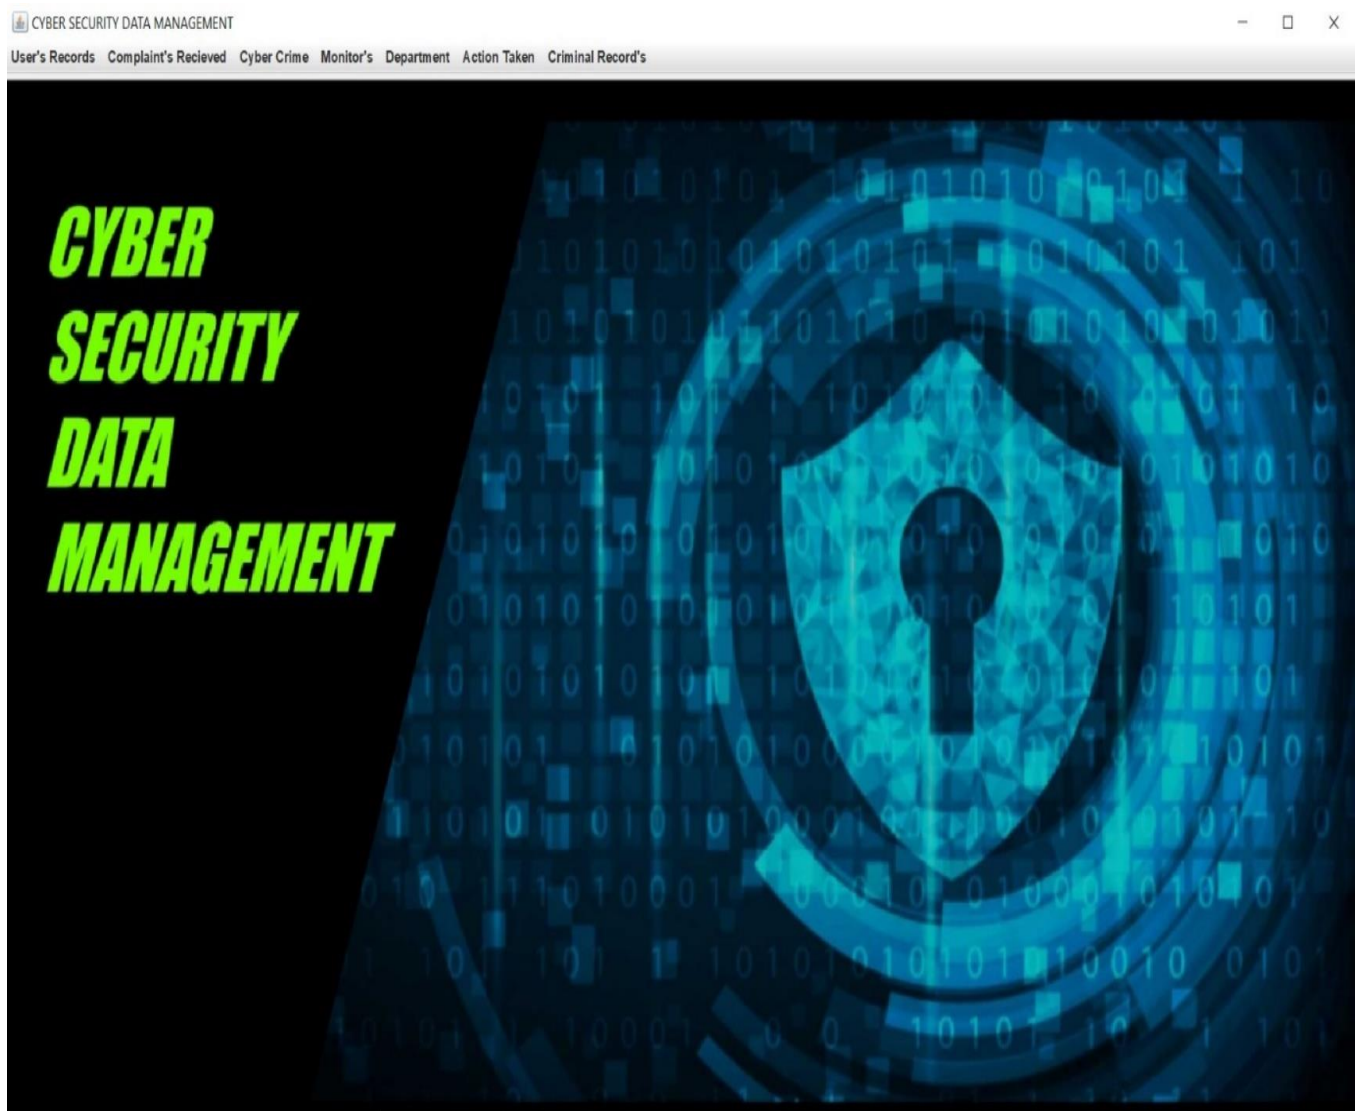 CYBER SECURITY DATA MANAGEMENT
User's Records Complaint's Recieved Cyber Crime Monitor's Department Action Taken Criminal Record's
CYBER
SECURITY
DATA
MANAGEMENT